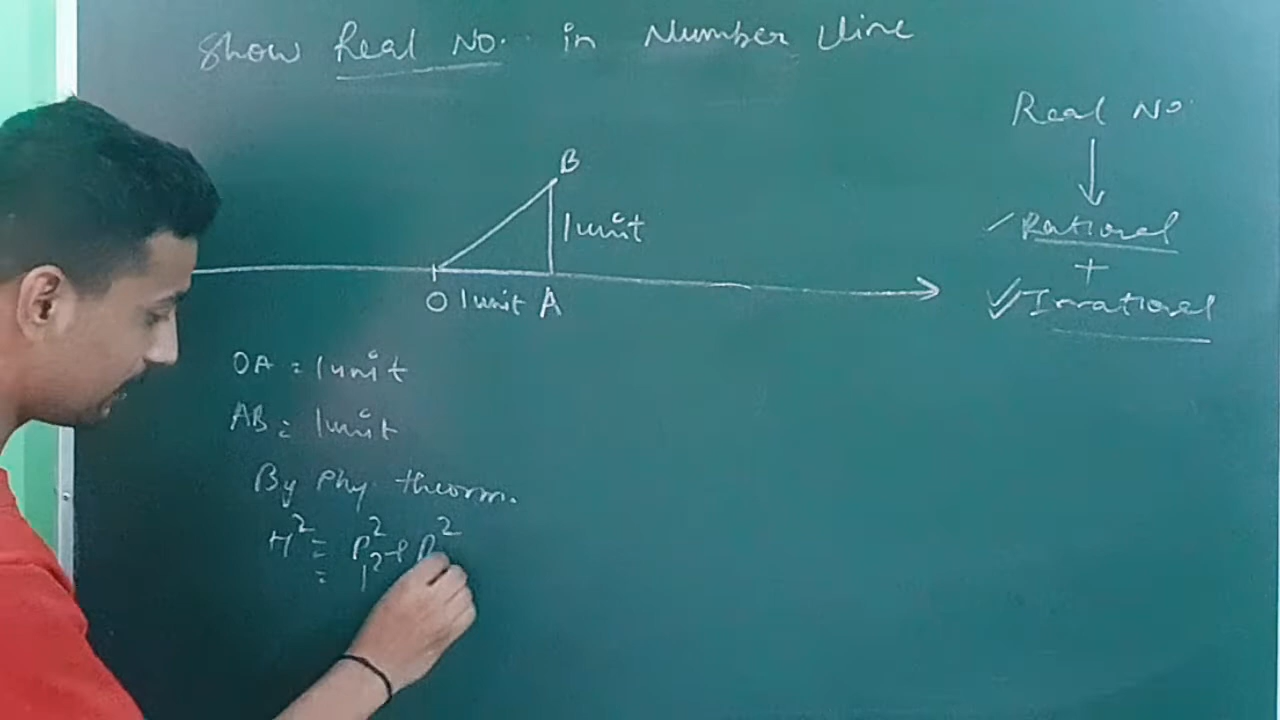 Show Real No. in Number Line
Real No.
Rational
+
Irrational
B
1 unit
O 1 unit A
OA = 1 unit
AB = 1 unit
By Phy. theorm.
H² = P² + B²
= 1²